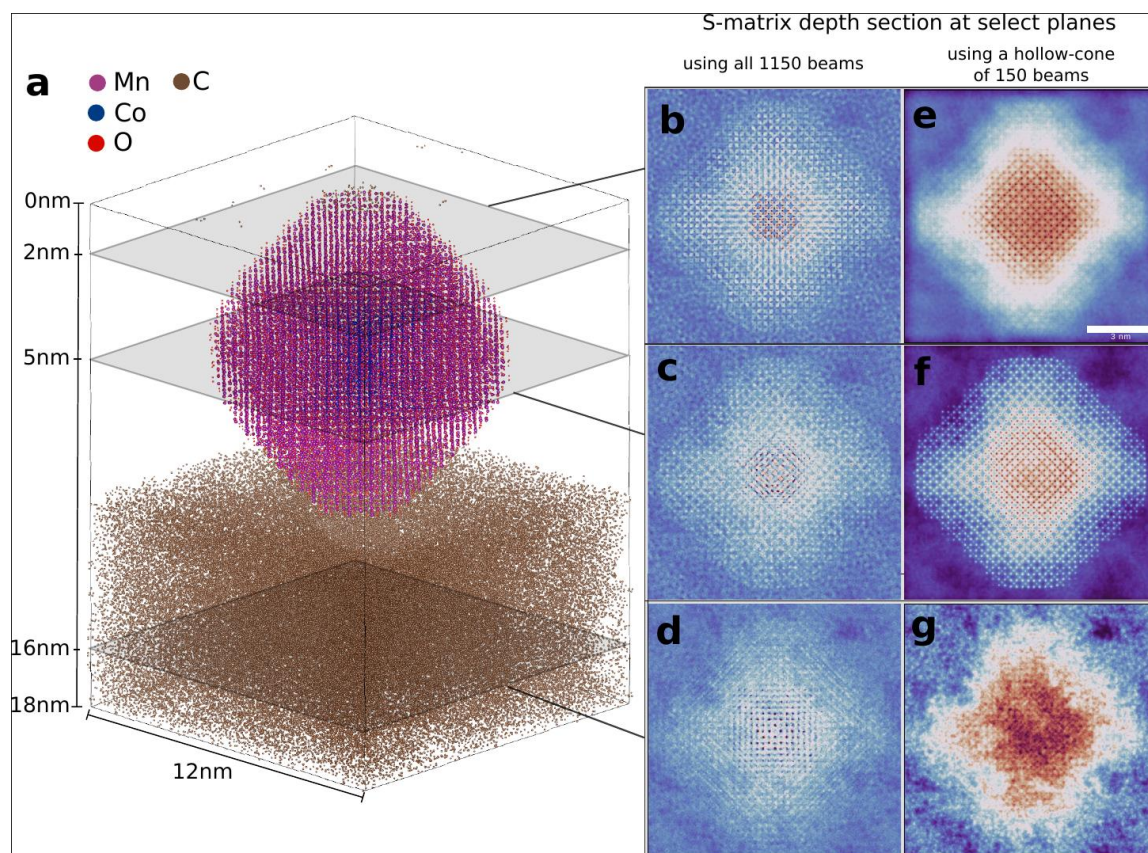 S-matrix depth section at select planes
using all 1150 beams
using a hollow-cone
of 150 beams
a
Mn
C
Co
O
0nm
2nm
5nm
16nm
18nm
12nm
b
e
3 nm
c
f
d
g